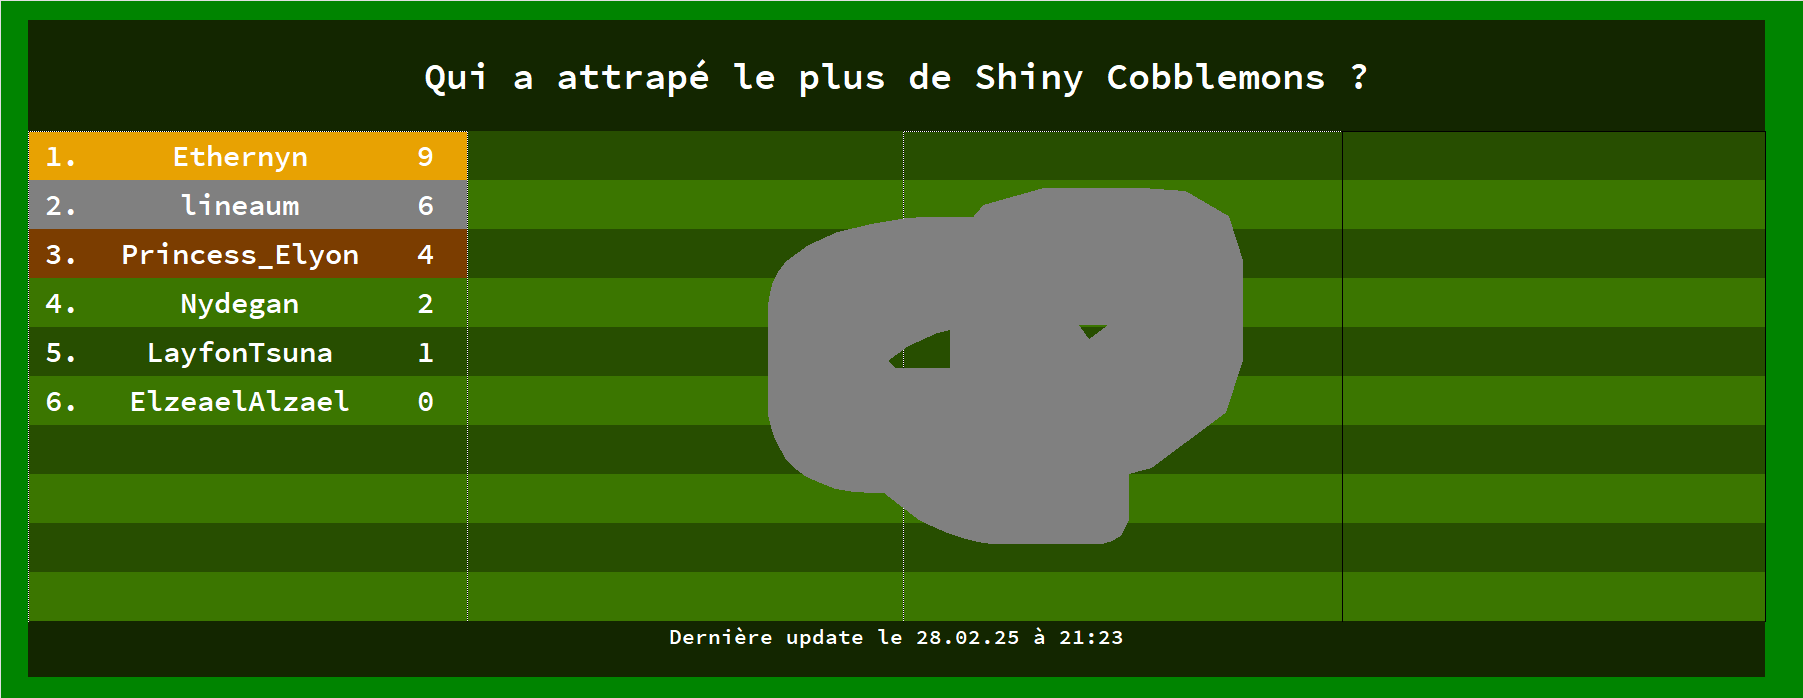 Qui a attrapé le plus de Shiny Cobblemons ?
1. Ethernyn 9
2. lineaum 6
3. Princess_Elyon 4
4. Nydegan 2
5. LayfonTsuna 1
6. ElzeaelAlzael 0
Dernière update le 28.02.25 à 21:23